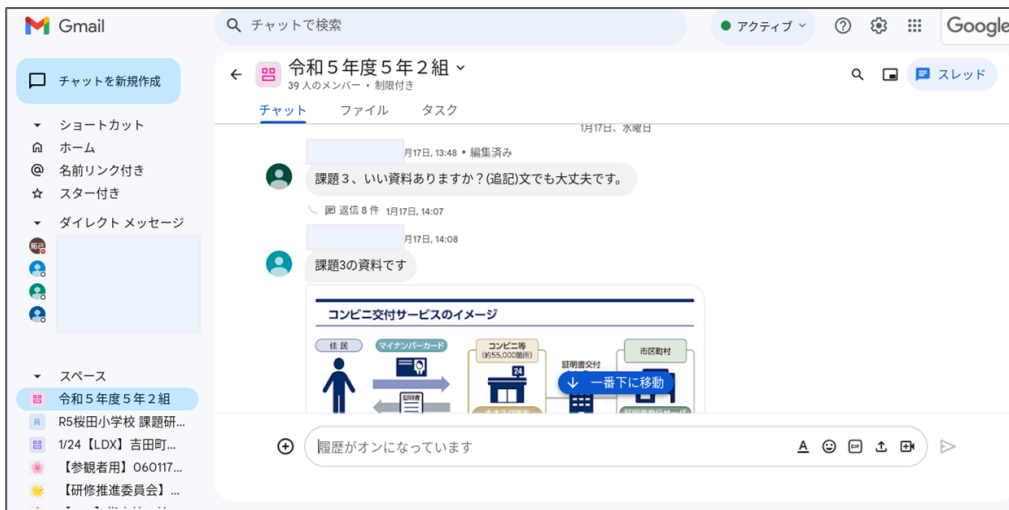 Gmail
チャットで検索
アクティブ
Google
チャットを新規作成
ショートカット
ホーム
名前リンク付き
スター付き
ダイレクト メッセージ
スペース
令和５年度５年２組
R5桜田小学校 課題研...
1/24【LDX】吉田町...
【参観者用】060117...
【研修推進委員会】...
令和５年度５年２組
39 人のメンバー • 制限付き
スレッド
チャット ファイル タスク
1月17日、水曜日
月17日, 13:48 • 編集済み
課題３、いい資料ありますか？(追記)文でも大丈夫です。
返信 8 件 1月17日, 14:07
月17日, 14:08
課題3の資料です
コンビニ交付サービスのイメージ
住民
マイナンバーカード
コンビニ等
(約55,000箇所)
市区町村
証明書交付
24
証明書
一番下に移動
履歴がオンになっています
GIF